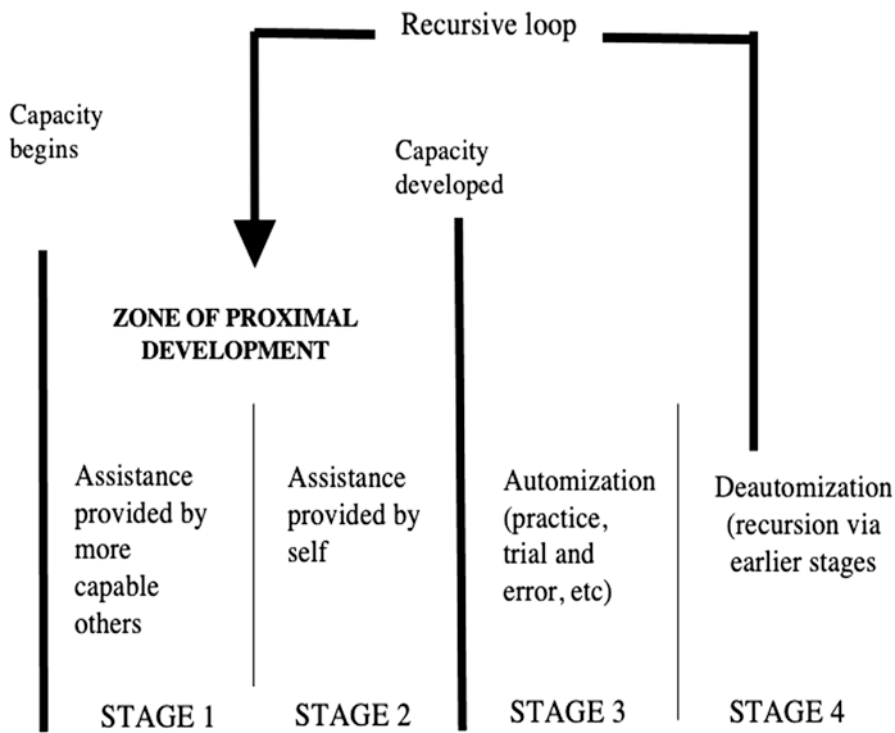 Recursive loop
Capacity
begins
Capacity
developed
ZONE OF PROXIMAL
DEVELOPMENT
Assistance
provided by
more
capable
others
Assistance
provided by
self
Automization
(practice,
trial and
error, etc)
Deautomization
(recursion via
earlier stages
STAGE 1
STAGE 2
STAGE 3
STAGE 4